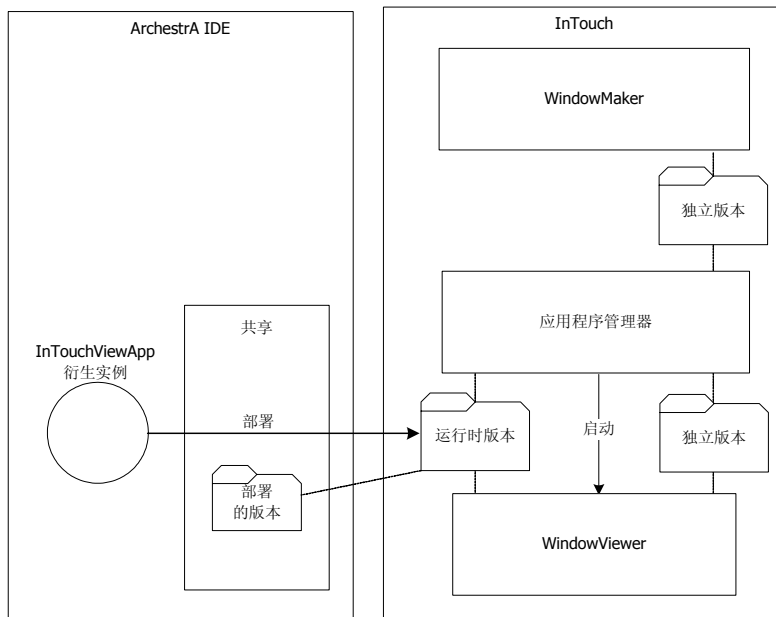 ArchestrA IDE
InTouch
WindowMaker
独立版本
共享
应用程序管理器
InTouchViewApp
衍生实例
部署
运行时版本
启动
独立版本
部署
的版本
WindowViewer